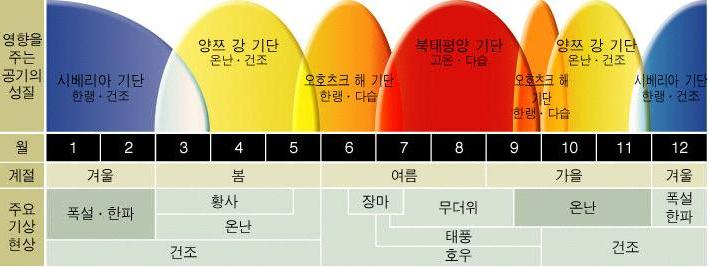 영향을
주는
공기의
성질
시베리아 기단
한랭·건조
양쯔 강 기단
온난·건조
오호츠크 해 기단
한랭·다습
북태평양 기단
고온·다습
오호츠크 해
기단
한랭·다습
양쯔 강 기단
온난·건조
시베리아 기단
한랭·건조
월 1 2 3 4 5 6 7 8 9 10 11 12
계절 겨울 봄 여름 가을 겨울
주요
기상
현상
폭설·한파
황사
온난
건조
장마
무더위
태풍
호우
온난
건조
폭설
한파